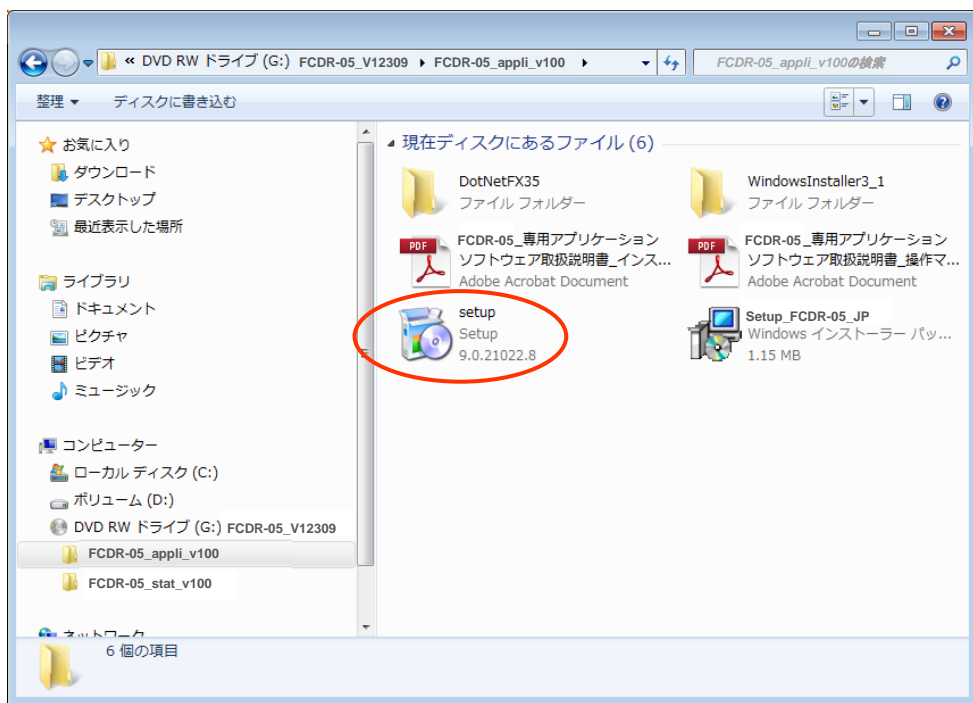 « DVD RW ドライブ (G:) FCDR-05_V12309 ▸ FCDR-05_appli_v100 ▸
FCDR-05_appli_v100の検索
整理 ▼ ディスクに書き込む
お気に入り
ダウンロード
デスクトップ
最近表示した場所
ライブラリ
ドキュメント
ピクチャ
ビデオ
ミュージック
コンピューター
ローカル ディスク (C:)
ボリューム (D:)
DVD RW ドライブ (G:) FCDR-05_V12309
FCDR-05_appli_v100
FCDR-05_stat_v100
ネットワーク
現在ディスクにあるファイル (6)
DotNetFX35
ファイル フォルダー
WindowsInstaller3_1
ファイル フォルダー
PDF
FCDR-05_専用アプリケーション
ソフトウェア取扱説明書_インス...
Adobe Acrobat Document
PDF
FCDR-05_専用アプリケーション
ソフトウェア取扱説明書_操作マ...
Adobe Acrobat Document
setup
Setup
9.0.21022.8
Setup_FCDR-05_JP
Windows インストーラー パッ...
1.15 MB
6 個の項目